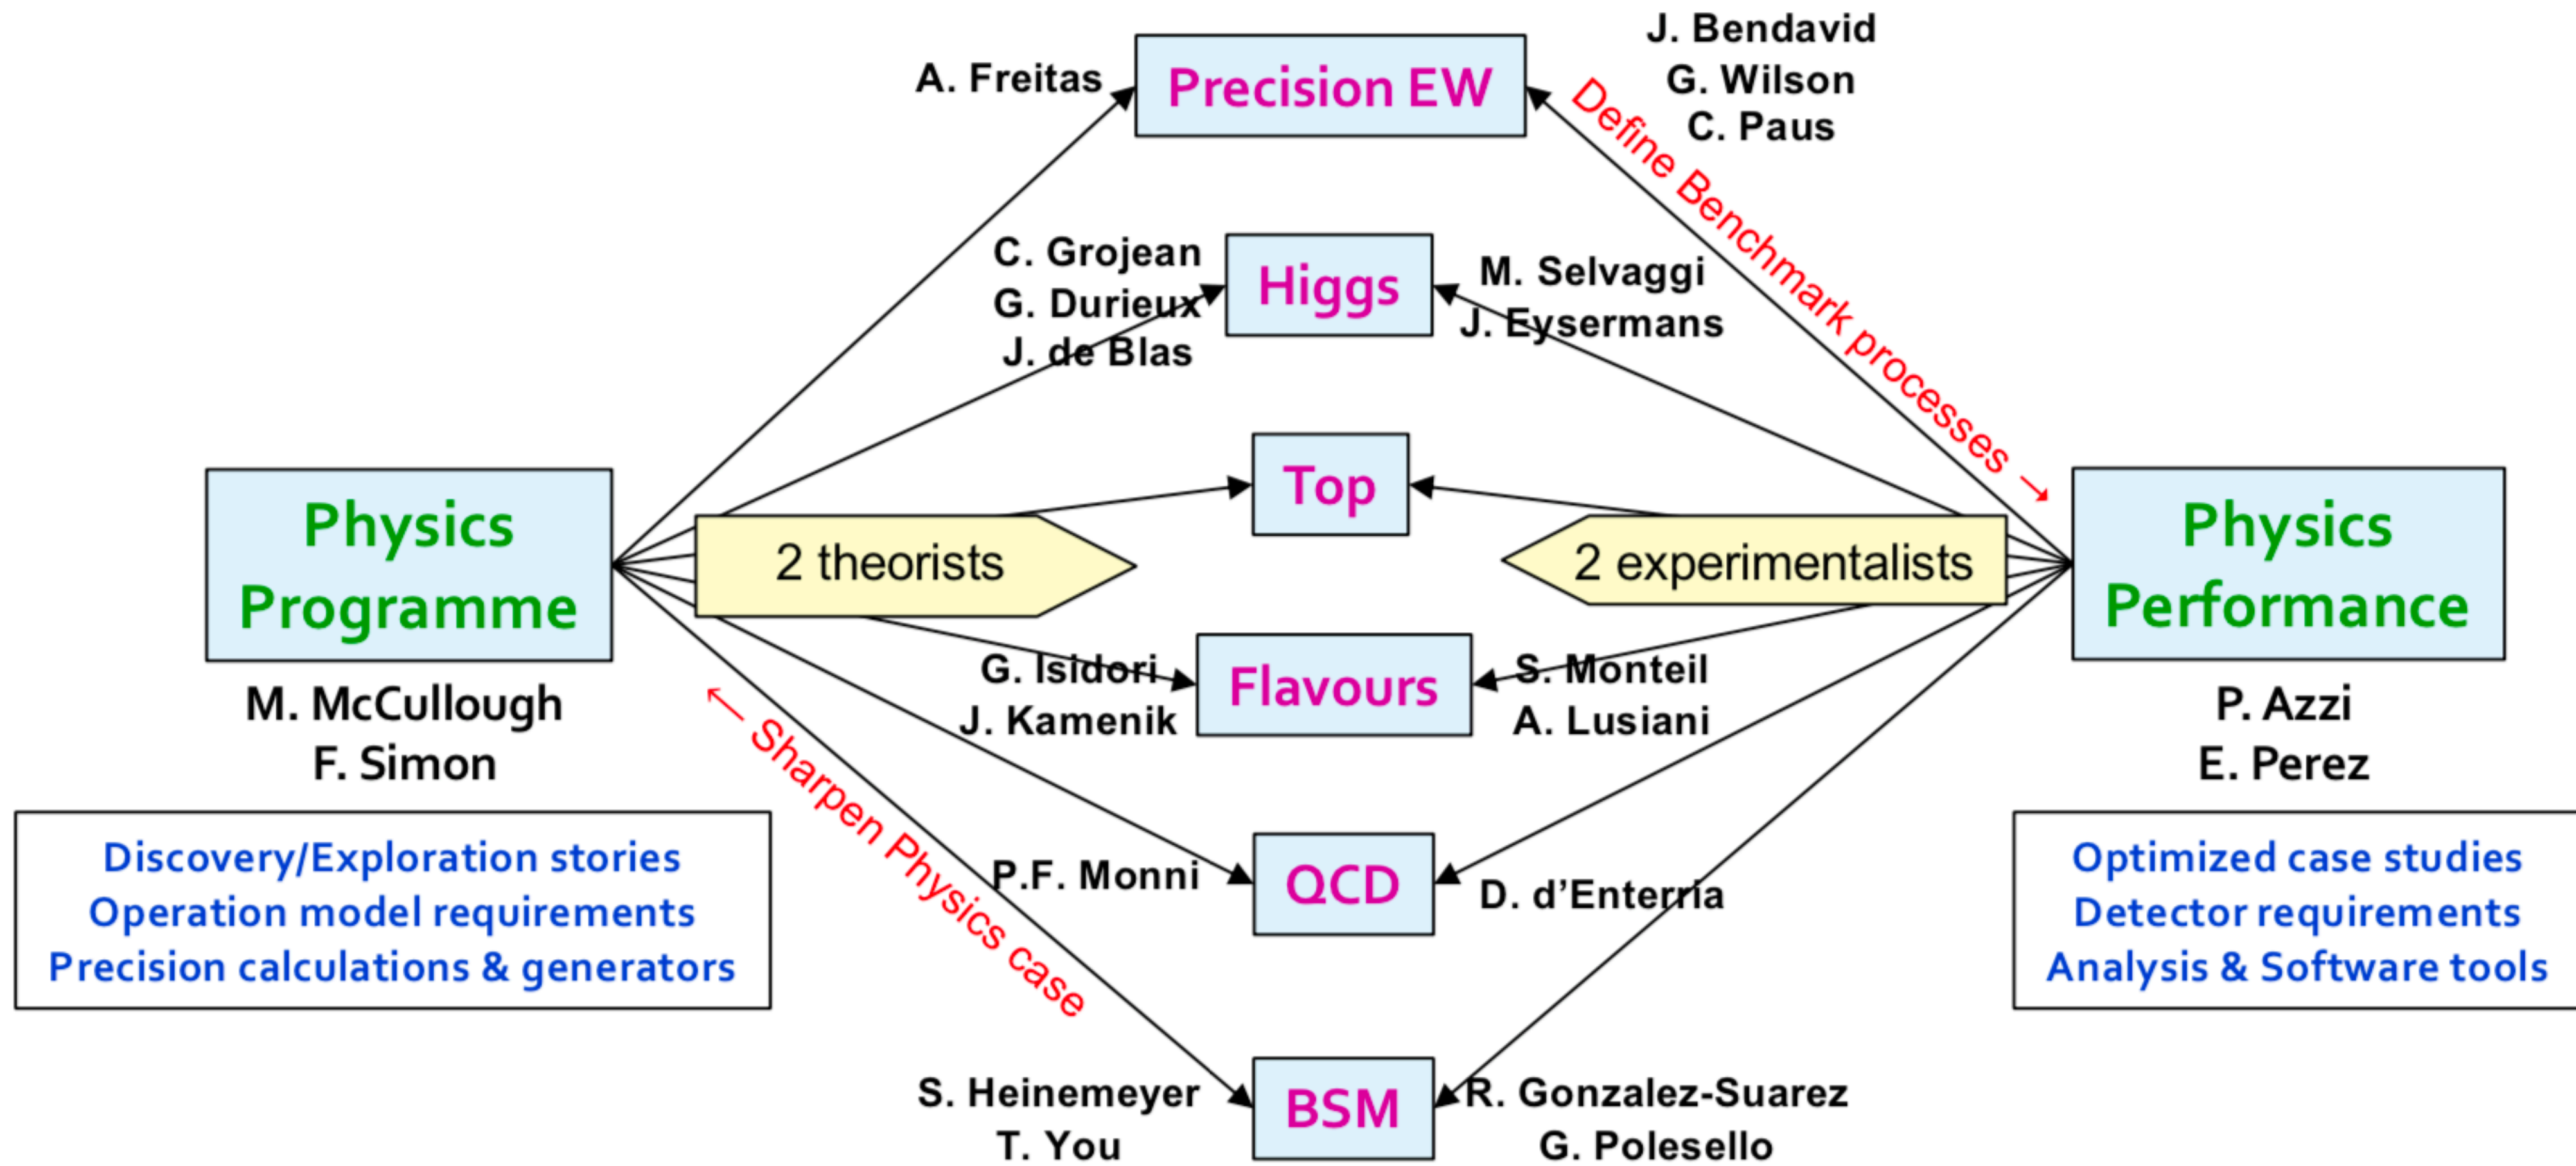 J. Bendavid
G. Wilson
C. Paus
A. Freitas
Precision EW
Define Benchmark processes →
C. Grojean
G. Durieux
J. de Blas
Higgs
M. Selvaggi
J. Eysermans
Top
Physics
Programme
2 theorists
2 experimentalists
Physics
Performance
M. McCullough
F. Simon
G. Isidori
J. Kamenik
Flavours
S. Monteil
A. Lusiani
P. Azzi
E. Perez
← Sharpen Physics case
Discovery/Exploration stories
Operation model requirements
Precision calculations & generators
P.F. Monni
QCD
D. d’Enterria
Optimized case studies
Detector requirements
Analysis & Software tools
S. Heinemeyer
T. You
BSM
R. Gonzalez-Suarez
G. Polesello